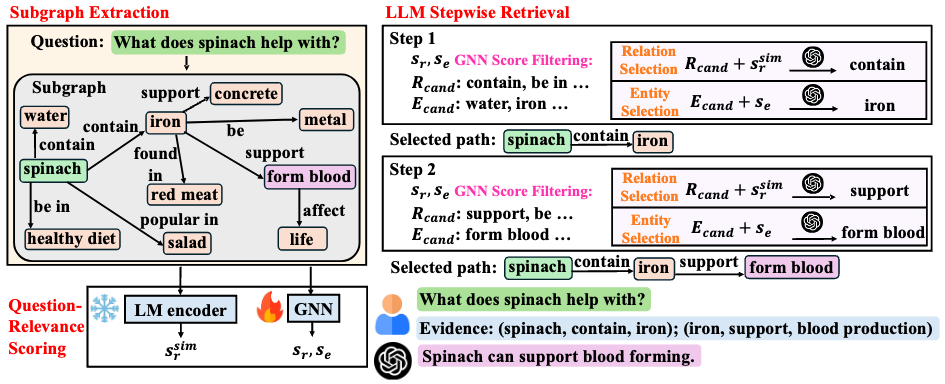 Subgraph Extraction
Question: What does spinach help with?
Subgraph
support
concrete
water
contain
iron
be
metal
contain
found
in
support
spinach
form blood
be in
red meat
affect
popular in
healthy diet
salad
life
Question-
Relevance
Scoring
LM encoder
GNN
s_r^{sim}
s_r, s_e
LLM Stepwise Retrieval
Step 1
s_r, s_e GNN Score Filtering:
R_{cand}: contain, be in ...
E_{cand}: water, iron ...
Relation
Selection
R_{cand} + s_r^{sim}
contain
Entity
Selection
E_{cand} + s_e
iron
Selected path: spinach contain iron
Step 2
s_r, s_e GNN Score Filtering:
R_{cand}: support, be ...
E_{cand}: form blood ...
Relation
Selection
R_{cand} + s_r^{sim}
support
Entity
Selection
E_{cand} + s_e
form blood
Selected path: spinach contain iron support form blood
What does spinach help with?
Evidence: (spinach, contain, iron); (iron, support, blood production)
Spinach can support blood forming.